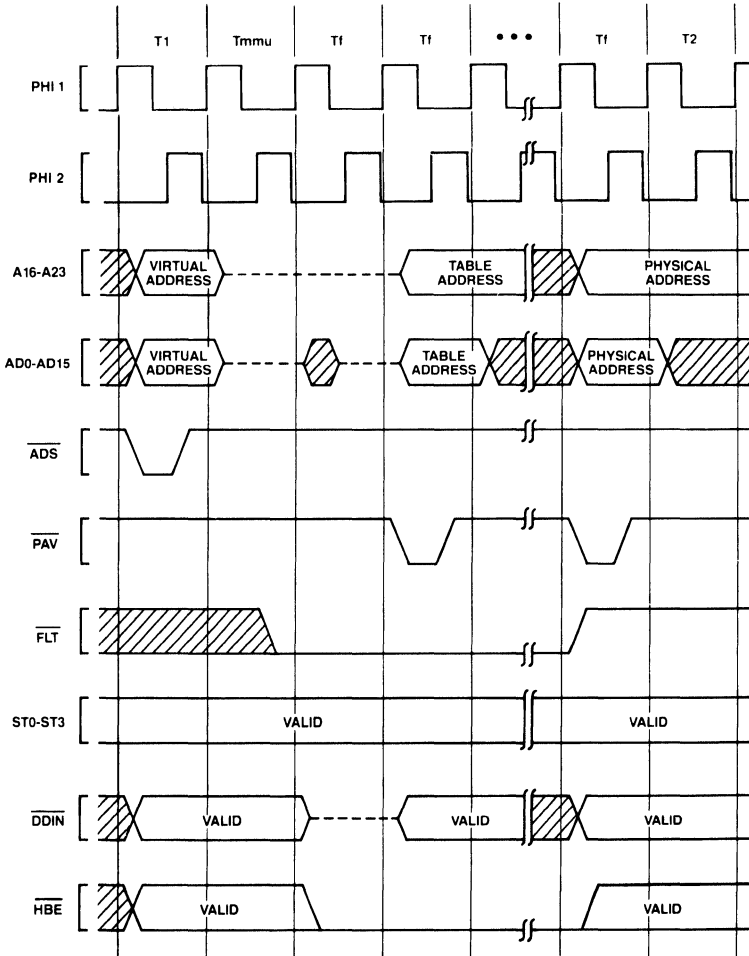 T1 Tmmu Tf Tf • • • Tf T2
PHI 1
PHI 2
A16-A23 VIRTUAL ADDRESS TABLE ADDRESS PHYSICAL ADDRESS
AD0-AD15 VIRTUAL ADDRESS TABLE ADDRESS PHYSICAL ADDRESS
ADS
PAV
FLT
ST0-ST3 VALID VALID
DDIN VALID VALID VALID
HBE VALID VALID